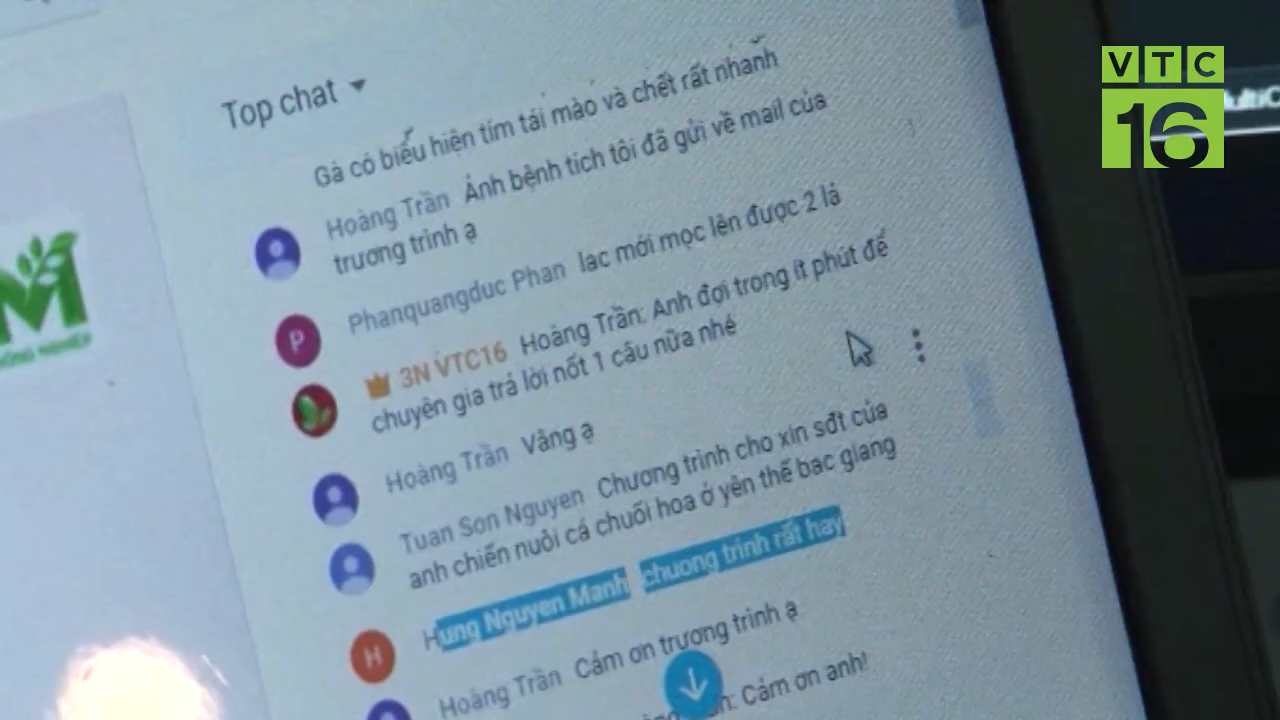 VTC
16
Top chat
Gà có biểu hiện tím tái mào và chết rất nhanh
Hoàng Trần Ảnh bệnh tích tôi đã gửi về mail của
trương trình ạ
Phanquangduc Phan lac mới mọc lên được 2 lá
3N VTC16 Hoàng Trần: Anh đợi trong ít phút để
chuyên gia trả lời nốt 1 câu nữa nhé
Hoàng Trần Vâng ạ
Tuan Son Nguyen Chương trình cho xin sđt của
anh chiến nuôi cá chuối hoa ở yên thế bac giang
Hung Nguyen Manh chuong trinh rất hay
Hoàng Trần Cảm ơn trương trình ạ
Cảm ơn anh!
P
H